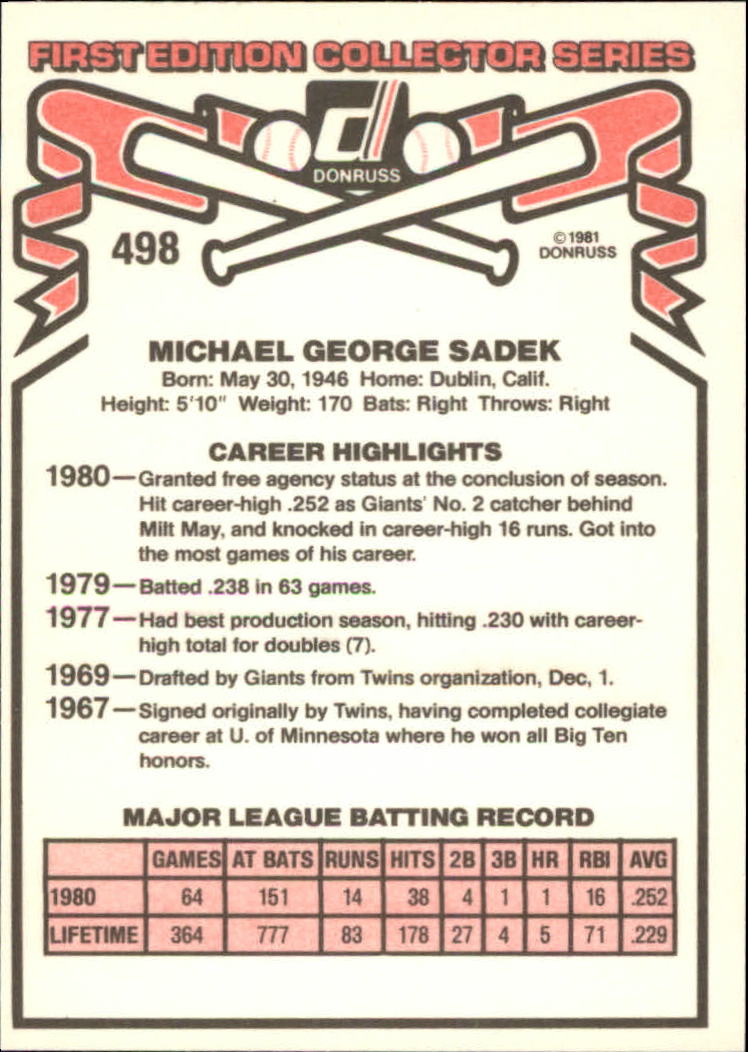 FIRST EDITION COLLECTOR SERIES
d
DONRUSS
498
© 1981
DONRUSS
MICHAEL GEORGE SADEK
Born: May 30, 1946 Home: Dublin, Calif.
Height: 5'10" Weight: 170 Bats: Right Throws: Right
CAREER HIGHLIGHTS
1980—Granted free agency status at the conclusion of season.
Hit career-high .252 as Giants' No. 2 catcher behind
Milt May, and knocked in career-high 16 runs. Got into
the most games of his career.
1979—Batted .238 in 63 games.
1977—Had best production season, hitting .230 with career-
high total for doubles (7).
1969—Drafted by Giants from Twins organization, Dec, 1.
1967—Signed originally by Twins, having completed collegiate
career at U. of Minnesota where he won all Big Ten
honors.
MAJOR LEAGUE BATTING RECORD
GAMES AT BATS RUNS HITS 2B 3B HR RBI AVG
1980 64 151 14 38 4 1 1 16 .252
LIFETIME 364 777 83 178 27 4 5 71 .229